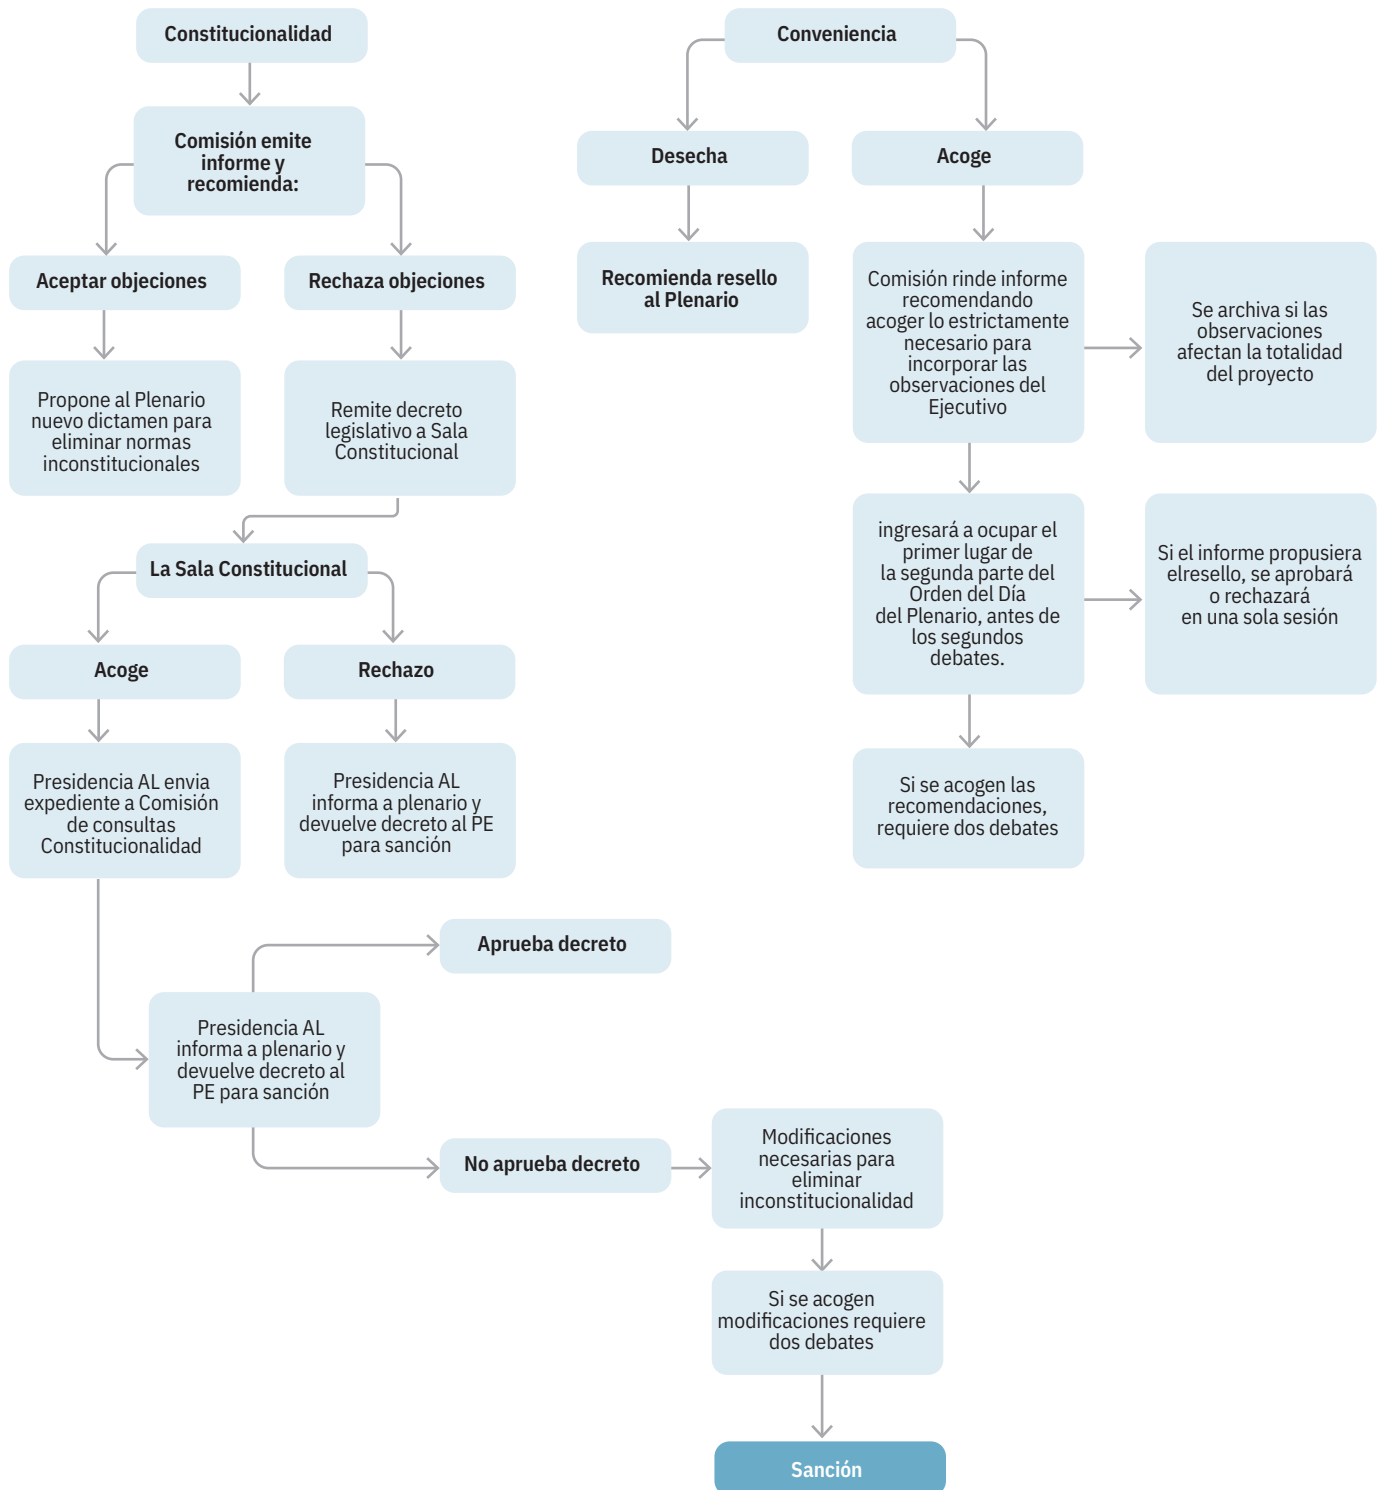 Constitucionalidad
Comisión emite
informe y
recomienda:
Aceptar objeciones
Rechaza objeciones
Propone al Plenario
nuevo dictamen para
eliminar normas
inconstitucionales
Remite decreto
legislativo a Sala
Constitucional
La Sala Constitucional
Acoge
Rechazo
Presidencia AL envia
expediente a Comisión
de consultas
Constitucionalidad
Presidencia AL
informa a plenario y
devuelve decreto al PE
para sanción
Presidencia AL
informa a plenario y
devuelve decreto al
PE para sanción
Aprueba decreto
No aprueba decreto
Modificaciones
necesarias para
eliminar
inconstitucionalidad
Si se acogen
modificaciones requiere
dos debates
Sanción
Conveniencia
Desecha
Acoge
Recomienda resello
al Plenario
Comisión rinde informe
recomendando
acoger lo estrictamente
necesario para
incorporar las
observaciones del
Ejecutivo
Se archiva si las
observaciones
afectan la totalidad
del proyecto
ingresará a ocupar el
primer lugar de
la segunda parte del
Orden del Día
del Plenario, antes de
los segundos
debates.
Si el informe propusiera
elresello, se aprobará
o rechazará
en una sola sesión
Si se acogen las
recomendaciones,
requiere dos debates